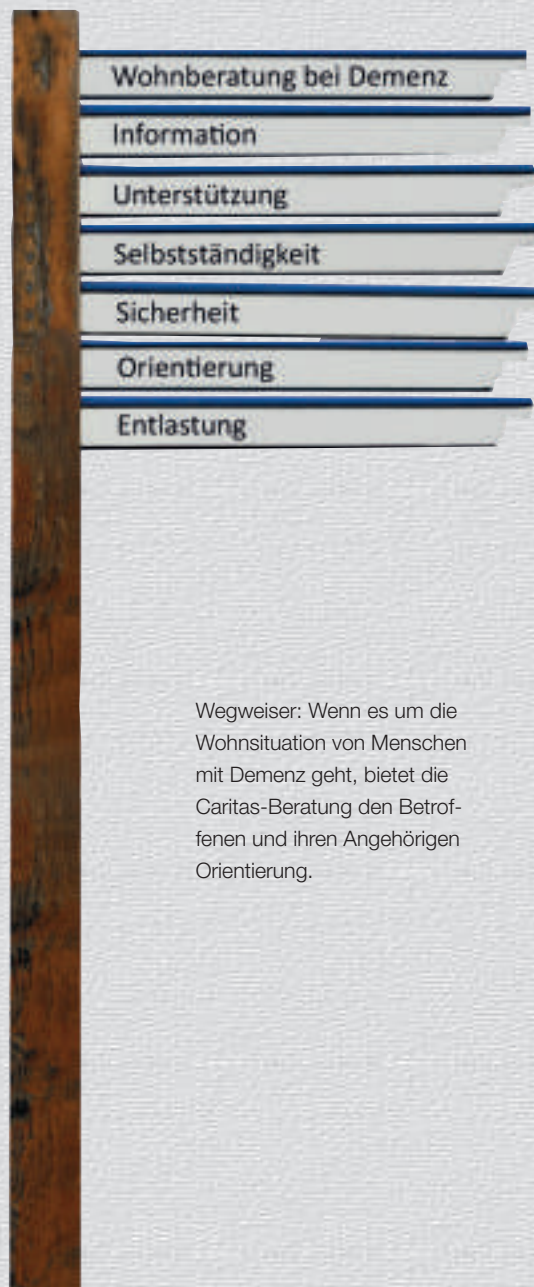 Wohnberatung bei Demenz
Information
Unterstützung
Selbstständigkeit
Sicherheit
Orientierung
Entlastung
Wegweiser: Wenn es um die
Wohnsituation von Menschen
mit Demenz geht, bietet die
Caritas-Beratung den Betrof-
fenen und ihren Angehörigen
Orientierung.